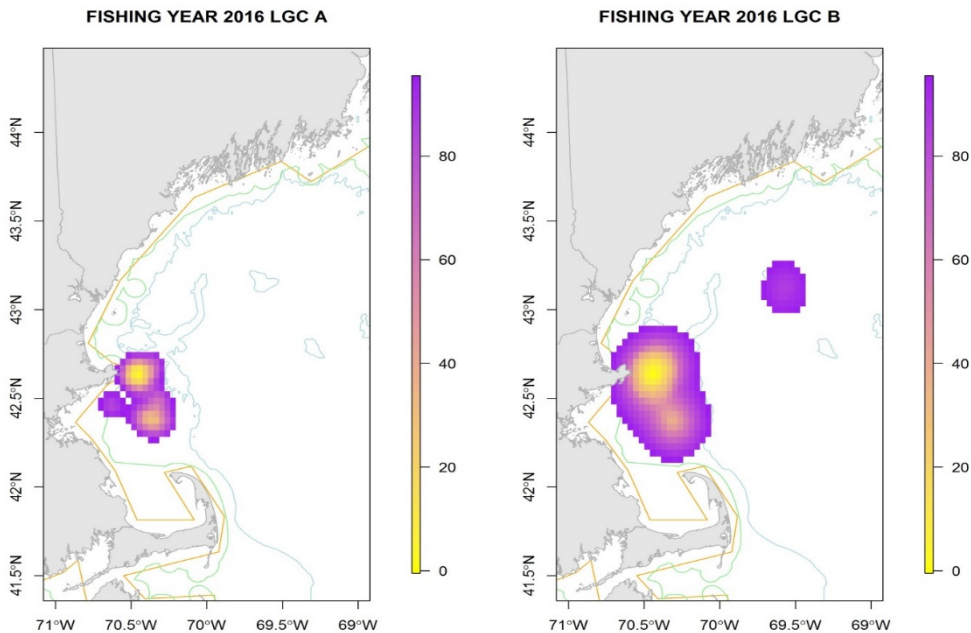 FISHING YEAR 2016 LGC A
44°N
43.5°N
43°N
42.5°N
42°N
41.5°N
71°W 70.5°W 70°W 69.5°W 69°W
80
60
40
20
0
FISHING YEAR 2016 LGC B
44°N
43.5°N
43°N
42.5°N
42°N
41.5°N
71°W 70.5°W 70°W 69.5°W 69°W
80
60
40
20
0